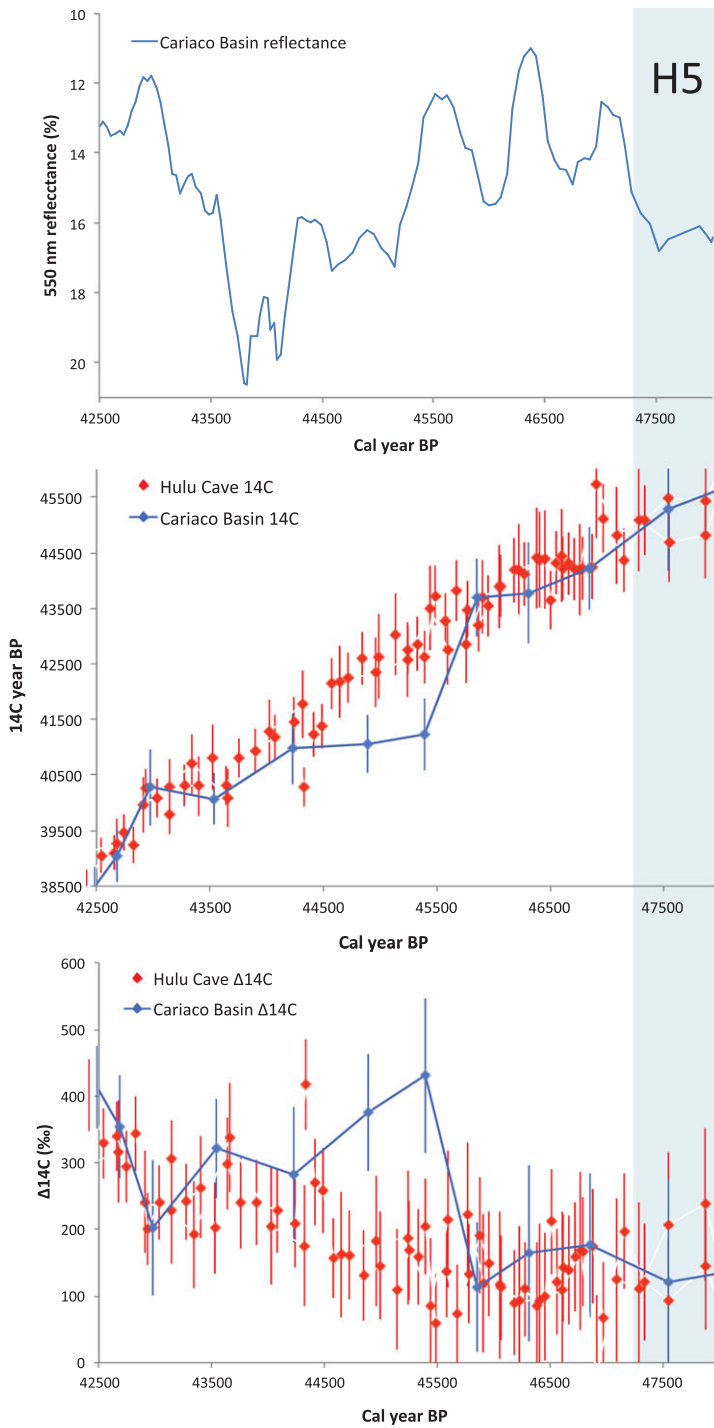 10
Cariaco Basin reflectance
H5
12
14
16
18
20
550 nm reflecctance (%)
42500 43500 44500 45500 46500 47500
Cal year BP
45500
Hulu Cave 14C
Cariaco Basin 14C
44500
43500
42500
41500
40500
39500
38500
14C year BP
42500 43500 44500 45500 46500 47500
Cal year BP
600
Hulu Cave Δ14C
Cariaco Basin Δ14C
500
400
300
200
100
0
Δ14C (‰)
42500 43500 44500 45500 46500 47500
Cal year BP